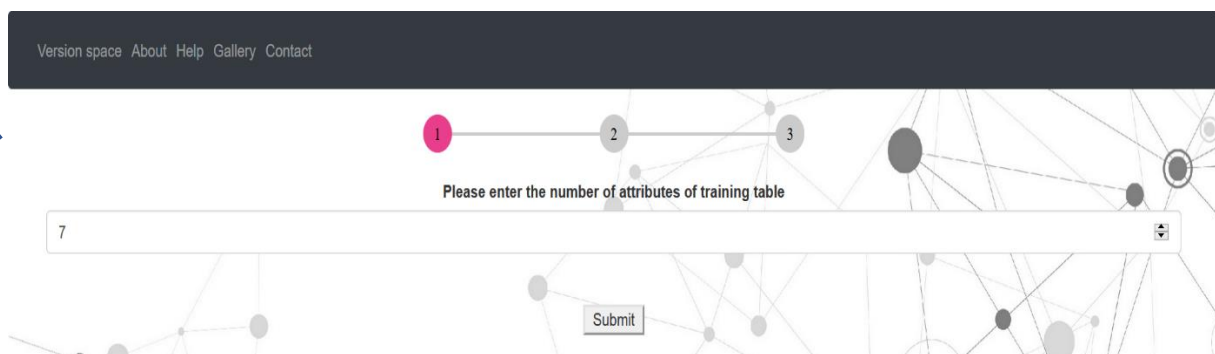 Version space About Help Gallery Contact
1 2 3
Please enter the number of attributes of training table
7
Submit